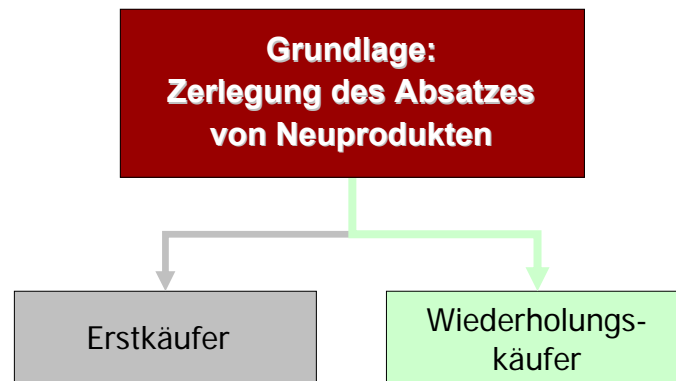 Grundlage:
Zerlegung des Absatzes
von Neuprodukten
Erstkäufer
Wiederholungs-
käufer